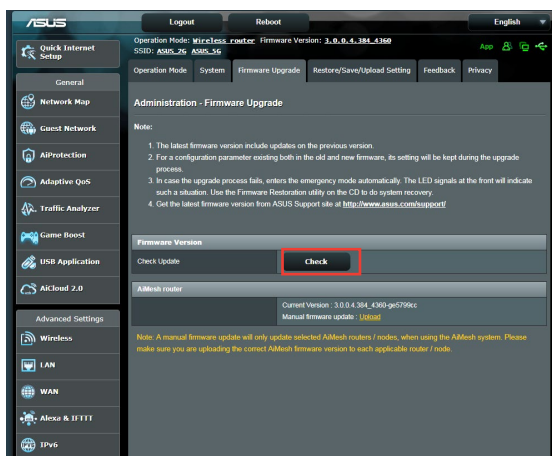 ASUS
Logout
Reboot
English
Operation Mode: Wireless router Firmware Version: 3.0.0.4.384_4360
SSID: ASUS_2G ASUS_5G
App
Quick Internet
Setup
General
Network Map
Guest Network
AiProtection
Adaptive QoS
Traffic Analyzer
Game Boost
USB Application
AiCloud 2.0
Advanced Settings
Wireless
LAN
WAN
Alexa & IFTTT
IPv6
Operation Mode
System
Firmware Upgrade
Restore/Save/Upload Setting
Feedback
Privacy
Administration - Firmware Upgrade
Note:
1. The latest firmware version include updates on the previous version.
2. For a configuration parameter existing both in the old and new firmware, its setting will be kept during the upgrade
process.
3. In case the upgrade process fails, enters the emergency mode automatically. The LED signals at the front will indicate
such a situation. Use the Firmware Restoration utility on the CD to do system recovery.
4. Get the latest firmware version from ASUS Support site at http://www.asus.com/support/
Firmware Version
Check Update
Check
AiMesh router
Current Version : 3.0.0.4.384_4360-ge5799cc
Manual firmware update : Upload
Note: A manual firmware update will only update selected AiMesh routers / nodes, when using the AiMesh system. Please
make sure you are uploading the correct AiMesh firmware version to each applicable router / node.